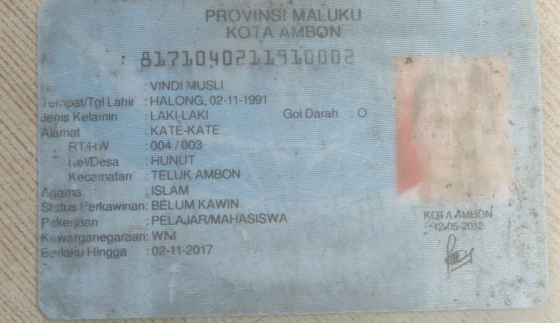 PROVINSI MALUKU
KOTA AMBON
: 8171040211910002
: VINDI MUSLI
Tempat/Tgl Lahir : HALONG, 02-11-1991
Jenis Kelamin : LAKI-LAKI Gol Darah : O
Alamat : KATE-KATE
RT/RW : 004 / 003
Kel/Desa : HUNUT
Kecamatan : TELUK AMBON
Agama : ISLAM
Status Perkawinan: BELUM KAWIN
Pekerjaan : PELAJAR/MAHASISWA
Kewarganegaraan: WNI
Berlaku Hingga : 02-11-2017
KOTA AMBON
12-05-2012